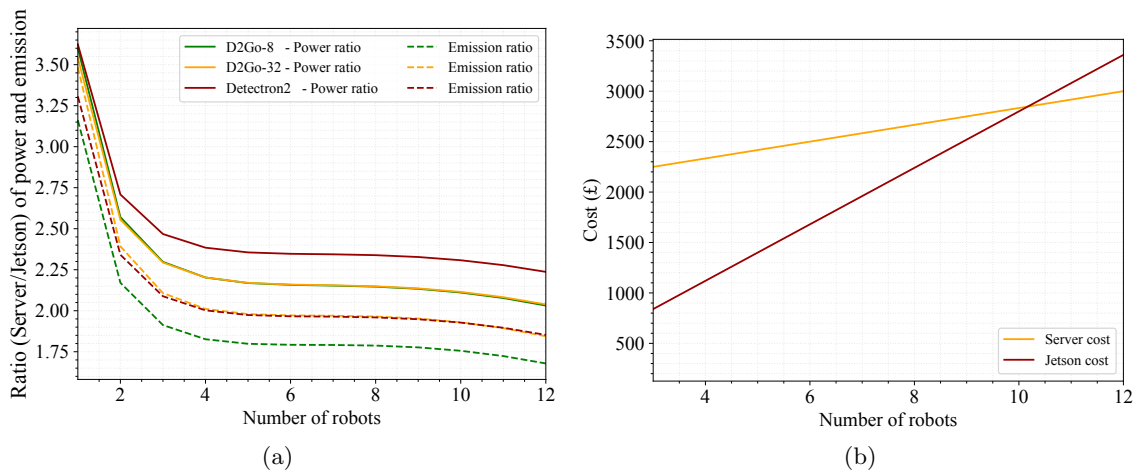 Ratio (Server/Jetson) of power and emission
3.50
3.25
3.00
2.75
2.50
2.25
2.00
1.75
D2Go-8 - Power ratio Emission ratio
D2Go-32 - Power ratio Emission ratio
Detectron2 - Power ratio Emission ratio
2 4 6 8 10 12
Number of robots
(a)
Cost (£)
3500
3000
2500
2000
1500
1000
500
Server cost
Jetson cost
4 6 8 10 12
Number of robots
(b)